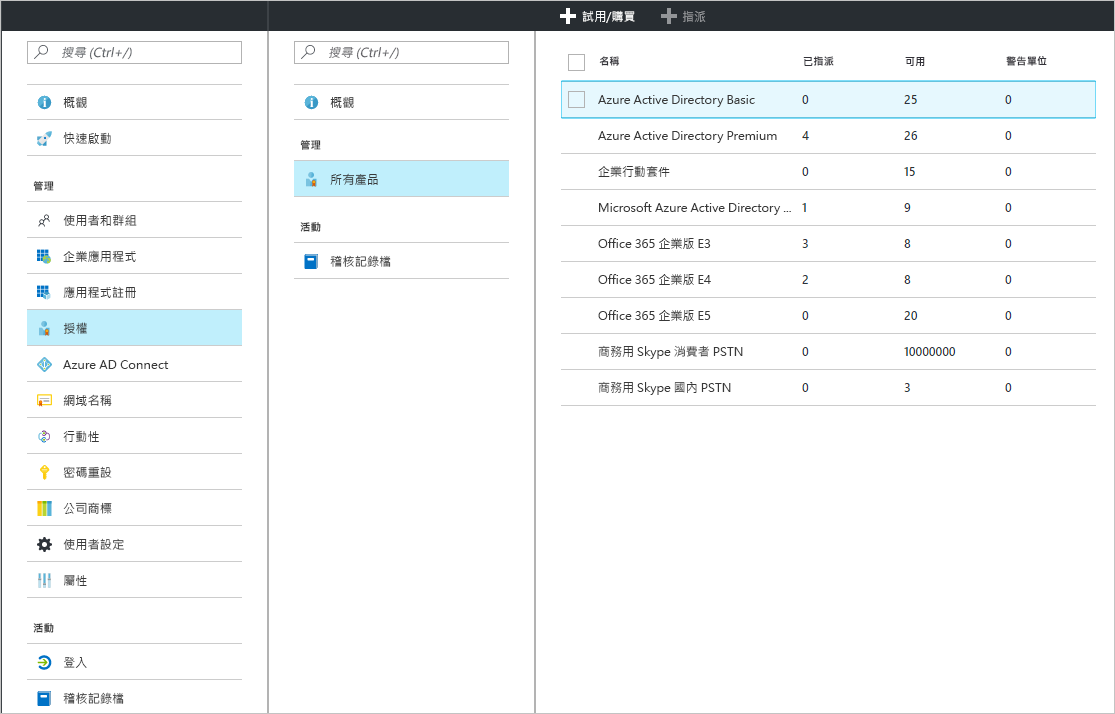 試用/購買 指派
搜尋 (Ctrl+/)
概觀
快速啟動
管理
使用者和群組
企業應用程式
應用程式註冊
授權
Azure AD Connect
網域名稱
行動性
密碼重設
公司商標
使用者設定
屬性
活動
登入
稽核記錄檔
搜尋 (Ctrl+/)
概觀
管理
所有產品
活動
稽核記錄檔
名稱 已指派 可用 警告單位
Azure Active Directory Basic 0 25 0
Azure Active Directory Premium 4 26 0
企業行動套件 0 15 0
Microsoft Azure Active Directory ... 1 9 0
Office 365 企業版 E3 3 8 0
Office 365 企業版 E4 2 8 0
Office 365 企業版 E5 0 20 0
商務用 Skype 消費者 PSTN 0 10000000 0
商務用 Skype 國內 PSTN 0 3 0